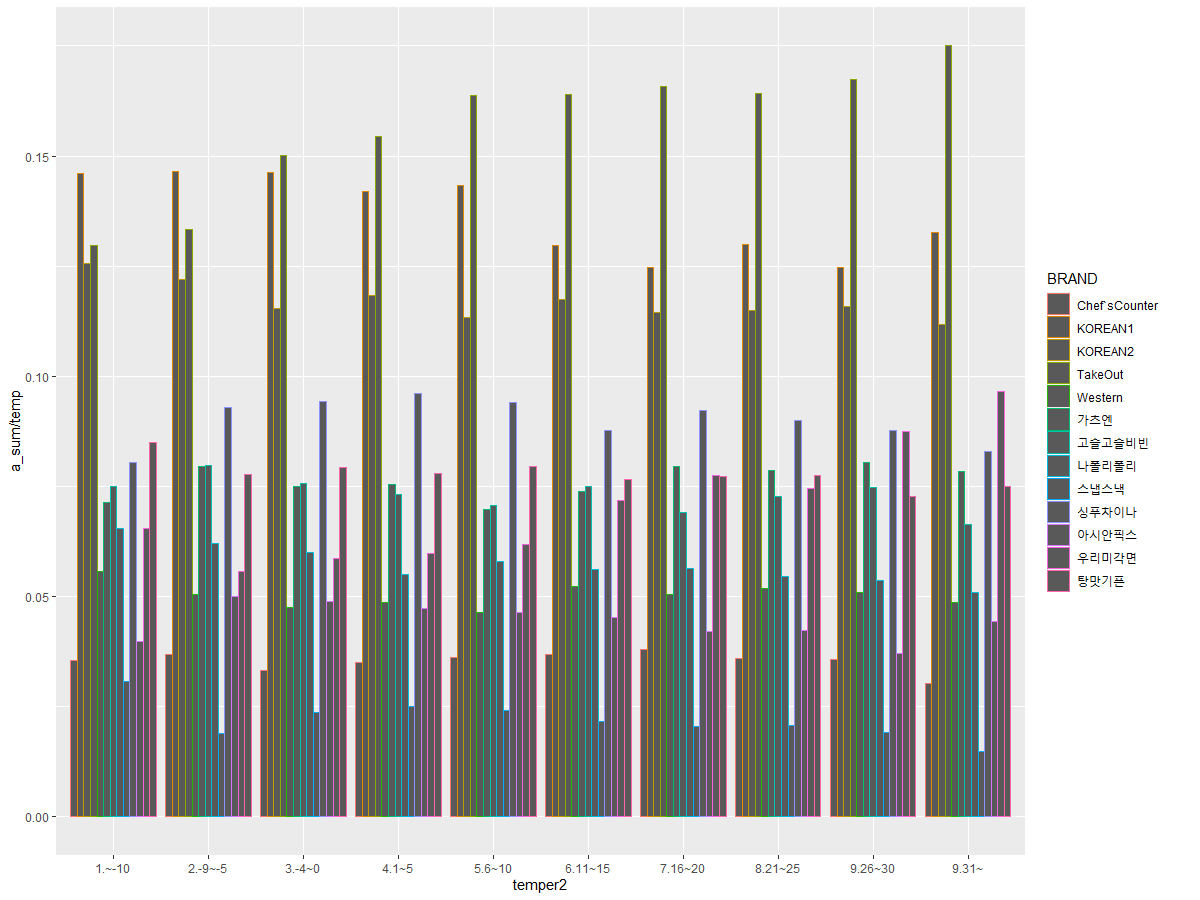 0.15
0.10
0.05
0.00
a_sum/temp
1.~-10
2.-9~-5
3.-4~0
4.1~5
5.6~10
6.11~15
7.16~20
8.21~25
9.26~30
9.31~
temper2
BRAND
Chef`sCounter
KOREAN1
KOREAN2
TakeOut
Western
가츠엔
고슬고슬비빈
나폴리폴리
스냅스낵
싱푸차이나
아시안픽스
우리미각면
탕맛기픈